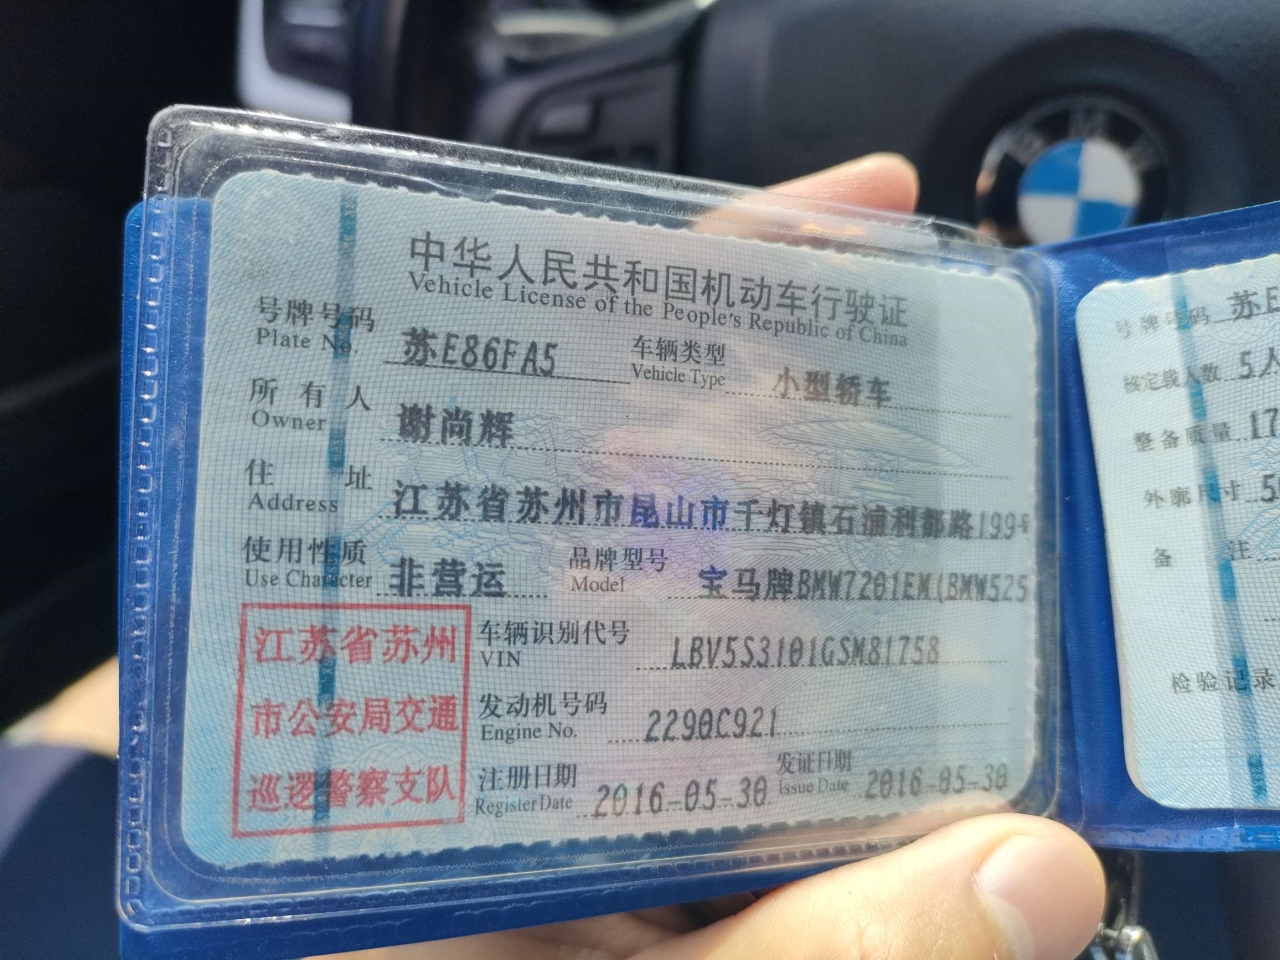 中华人民共和国机动车行驶证
Vehicle License of the People's Republic of China
号牌号码 苏E86FA5 车辆类型 小型轿车
Plate No. Vehicle Type
所有人 谢尚辉
Owner
住址 江苏省苏州市昆山市千灯镇石浦利都路199号
Address
使用性质 非营运 品牌型号 宝马牌BMW7201EM(BMW525
Use Character Model
江苏省苏州
市公安局交通
巡逻警察支队
车辆识别代号 LBV5S3101GSM81758
VIN
发动机号码 2290C921
Engine No.
注册日期 2016-05-30 发证日期 2016-05-30
Register Date Issue Date
号牌号码 苏E
核定载人数 5人
整备质量 17
外廓尺寸 5
备注
检验记录